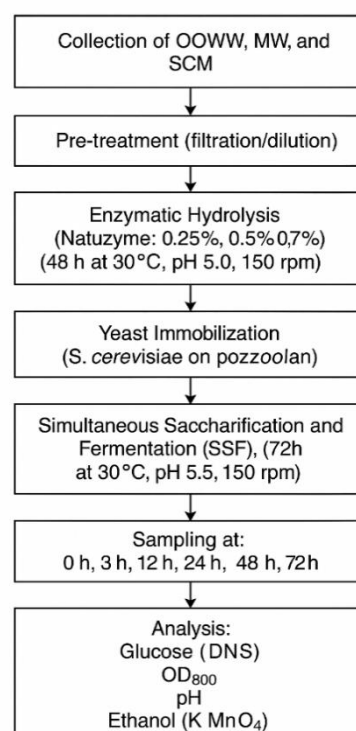 Collection of OOWW, MW, and
SCM
Pre-treatment (filtration/dilution)
Enzymatic Hydrolysis
(Natuzyme: 0.25%, 0.5% 0,7%)
(48 h at 30°C, pH 5.0, 150 rpm)
Yeast Immobilization
(S. cerevisiae on pozzoolan)
Simultaneous Saccharification and
Fermentation (SSF), (72h
at 30°C, pH 5.5, 150 rpm)
Sampling at:
0 h, 3 h, 12 h, 24 h, 48 h, 72 h
Analysis:
Glucose (DNS)
OD₈₀₀
pH
Ethanol (K MnO₄)